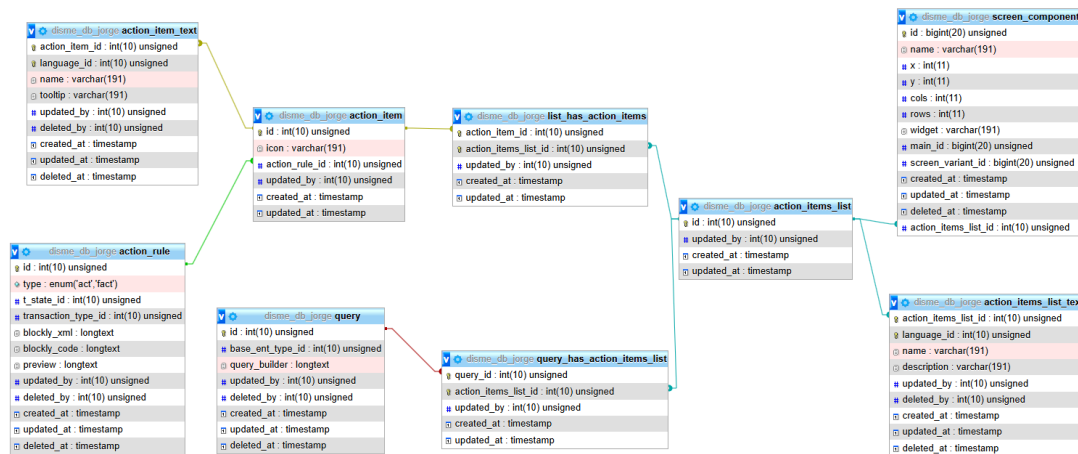 disme_db_jorge action_item_text
action_item_id : int(10) unsigned
language_id : int(10) unsigned
name : varchar(191)
tooltip : varchar(191)
updated_by : int(10) unsigned
deleted_by : int(10) unsigned
created_at : timestamp
updated_at : timestamp
deleted_at : timestamp
disme_db_jorge action_item
id : int(10) unsigned
icon : varchar(191)
action_rule_id : int(10) unsigned
updated_by : int(10) unsigned
created_at : timestamp
updated_at : timestamp
disme_db_jorge list_has_action_items
action_item_id : int(10) unsigned
action_items_list_id : int(10) unsigned
updated_by : int(10) unsigned
created_at : timestamp
updated_at : timestamp
disme_db_jorge screen_component
id : bigint(20) unsigned
name : varchar(191)
x : int(11)
y : int(11)
cols : int(11)
rows : int(11)
widget : varchar(191)
main_id : bigint(20) unsigned
screen_variant_id : bigint(20) unsigned
created_at : timestamp
updated_at : timestamp
deleted_at : timestamp
action_items_list_id : int(10) unsigned
disme_db_jorge action_items_list
id : int(10) unsigned
updated_by : int(10) unsigned
created_at : timestamp
updated_at : timestamp
disme_db_jorge action_rule
id : int(10) unsigned
type : enum('act','fact')
t_state_id : int(10) unsigned
transaction_type_id : int(10) unsigned
blockly_xml : longtext
blockly_code : longtext
preview : longtext
updated_by : int(10) unsigned
deleted_by : int(10) unsigned
created_at : timestamp
updated_at : timestamp
deleted_at : timestamp
disme_db_jorge query
id : int(10) unsigned
base_ent_type_id : int(10) unsigned
query_builder : longtext
updated_by : int(10) unsigned
deleted_by : int(10) unsigned
created_at : timestamp
updated_at : timestamp
deleted_at : timestamp
disme_db_jorge query_has_action_items_list
query_id : int(10) unsigned
action_items_list_id : int(10) unsigned
updated_by : int(10) unsigned
created_at : timestamp
updated_at : timestamp
disme_db_jorge action_items_list_tex
action_items_list_id : int(10) unsigned
language_id : int(10) unsigned
name : varchar(191)
description : varchar(191)
updated_by : int(10) unsigned
deleted_by : int(10) unsigned
created_at : timestamp
updated_at : timestamp
deleted_at : timestamp